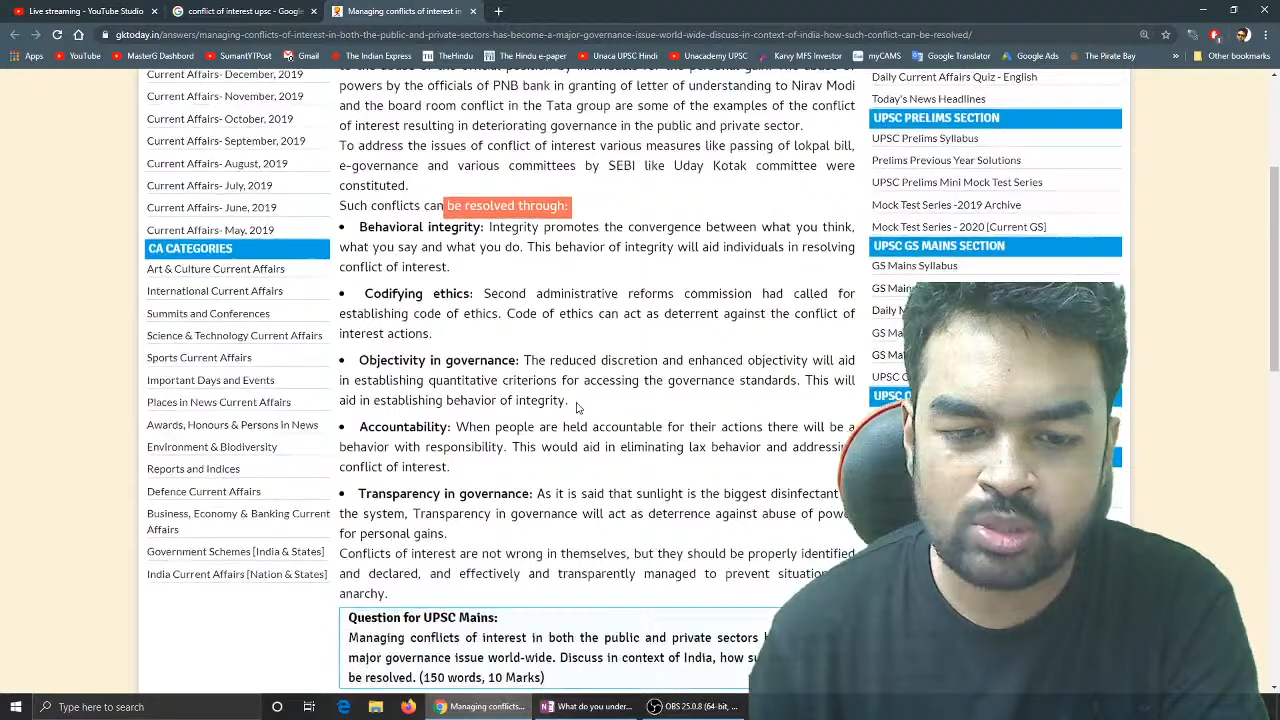 Live streaming - YouTube Studio
conflict of interest upsc - Google
Managing conflicts of interest in
gktoday.in/answers/managing-conflicts-of-interest-in-both-the-public-and-private-sectors-has-become-a-major-governance-issue-world-wide-discuss-in-context-of-india-how-such-conflict-can-be-resolved/
Apps
YouTube
MasterDashboard
SumantYTPost
Gmail
The Indian Express
TheHindu
The Hindu e-paper
Unaca UPSC Hindi
Unacademy UPSC
Karvy MFS Investor
myCAMS
Google Translator
Google Ads
The Pirate Bay
Other bookmarks
Current Affairs- December, 2019
Current Affairs- November, 2019
Current Affairs- October, 2019
Current Affairs- September, 2019
Current Affairs- August, 2019
Current Affairs- July, 2019
Current Affairs- June, 2019
Current Affairs- May, 2019
CA CATEGORIES
Art & Culture Current Affairs
International Current Affairs
Summits and Conferences
Science & Technology Current Affairs
Sports Current Affairs
Important Days and Events
Places in News Current Affairs
Awards, Honours & Persons in News
Environment & Biodiversity
Reports and Indices
Defence Current Affairs
Business, Economy & Banking Current
Affairs
Government Schemes [India & States]
India Current Affairs [Nation & States]
powers by the officials of PNB bank in granting of letter of understanding to Nirav Modi
and the board room conflict in the Tata group are some of the examples of the conflict
of interest resulting in deteriorating governance in the public and private sector.
To address the issues of conflict of interest various measures like passing of lokpal bill,
e-governance and various committees by SEBI like Uday Kotak committee were
constituted.
Such conflicts can be resolved through:
• Behavioral integrity: Integrity promotes the convergence between what you think,
what you say and what you do. This behavior of integrity will aid individuals in resolving
conflict of interest.
• Codifying ethics: Second administrative reforms commission had called for
establishing code of ethics. Code of ethics can act as deterrent against the conflict of
interest actions.
• Objectivity in governance: The reduced discretion and enhanced objectivity will aid
in establishing quantitative criterions for accessing the governance standards. This will
aid in establishing behavior of integrity.
• Accountability: When people are held accountable for their actions there will be a
behavior with responsibility. This would aid in eliminating lax behavior and
conflict of interest.
• Transparency in governance: As it is said that sunlight is the biggest disinfectant
the system, Transparency in governance will act as deterrence against abuse of
for personal gains.
Conflicts of interest are not wrong in themselves, but they should be properly identified
and declared, and effectively and transparently managed to prevent
anarchy.
Question for UPSC Mains:
Managing conflicts of interest in both the public and private sectors
major governance issue world-wide. Discuss in context of India, how
be resolved. (150 words, 10 Marks)
Daily Current Affairs Quiz - English
Today's News Headlines
UPSC PRELIMS SECTION
UPSC Prelims Syllabus
Prelims Previous Year Solutions
UPSC Prelims Mini Mock Test Series
Mock Test Series -2019 Archive
Mock Test Series - 2020 [Current GS]
UPSC GS MAINS SECTION
GS Mains Syllabus
GS
Daily
GS
GS
UPSC
Type here to search
Managing conflicts...
What do you under...
OBS 25.0.8 (64-bit, ...